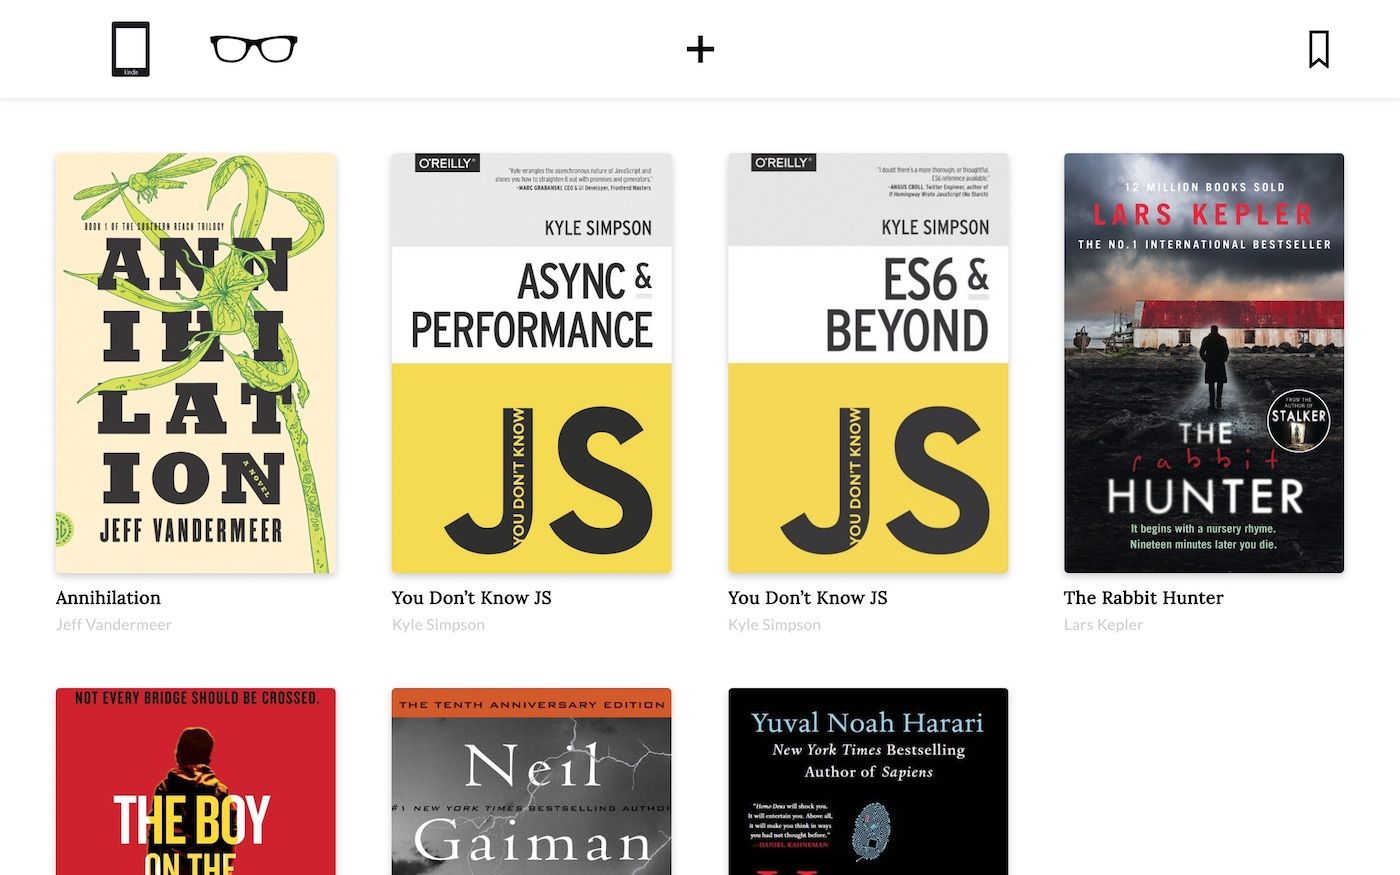 kindle
BOOK 1 OF THE SOUTHERN REACH TRILOGY
ANN
IHI
LAT
ION
A NOVEL
JEFF VANDERMEER
Annihilation
Jeff Vandermeer
O'REILLY®
"Kyle wrangles the asynchronous nature of JavaScript and
shows you how to straighten it out with promises and generators."
—MARC GRABANSKI, CEO & UI Developer, Frontend Masters
KYLE SIMPSON
ASYNC &
PERFORMANCE
YOU DON'T KNOW
JS
You Don’t Know JS
Kyle Simpson
O'REILLY®
"I doubt there's a more thorough, or thoughtful,
ES6 reference available."
—ANGUS CROLL, Twitter Engineer, author of
If Hemingway Wrote JavaScript (No Starch)
KYLE SIMPSON
ES6 &
BEYOND
YOU DON'T KNOW
JS
You Don’t Know JS
Kyle Simpson
12 MILLION BOOKS SOLD
LARS KEPLER
THE NO.1 INTERNATIONAL BESTSELLER
FROM THE
AUTHOR OF
STALKER
THE
rabbit
HUNTER
It begins with a nursery rhyme.
Nineteen minutes later you die.
The Rabbit Hunter
Lars Kepler
NOT EVERY BRIDGE SHOULD BE CROSSED.
THE BOY
ON THE
THE TENTH ANNIVERSARY EDITION
Neil
#1 NEW YORK TIMES BESTSELLING AUTHOR
Gaiman
Yuval Noah Harari
New York Times Bestselling
Author of Sapiens
"Homo Deus will shock you.
It will entertain you. Above all,
it will make you think in ways
you had not thought before."
—DANIEL KAHNEMAN